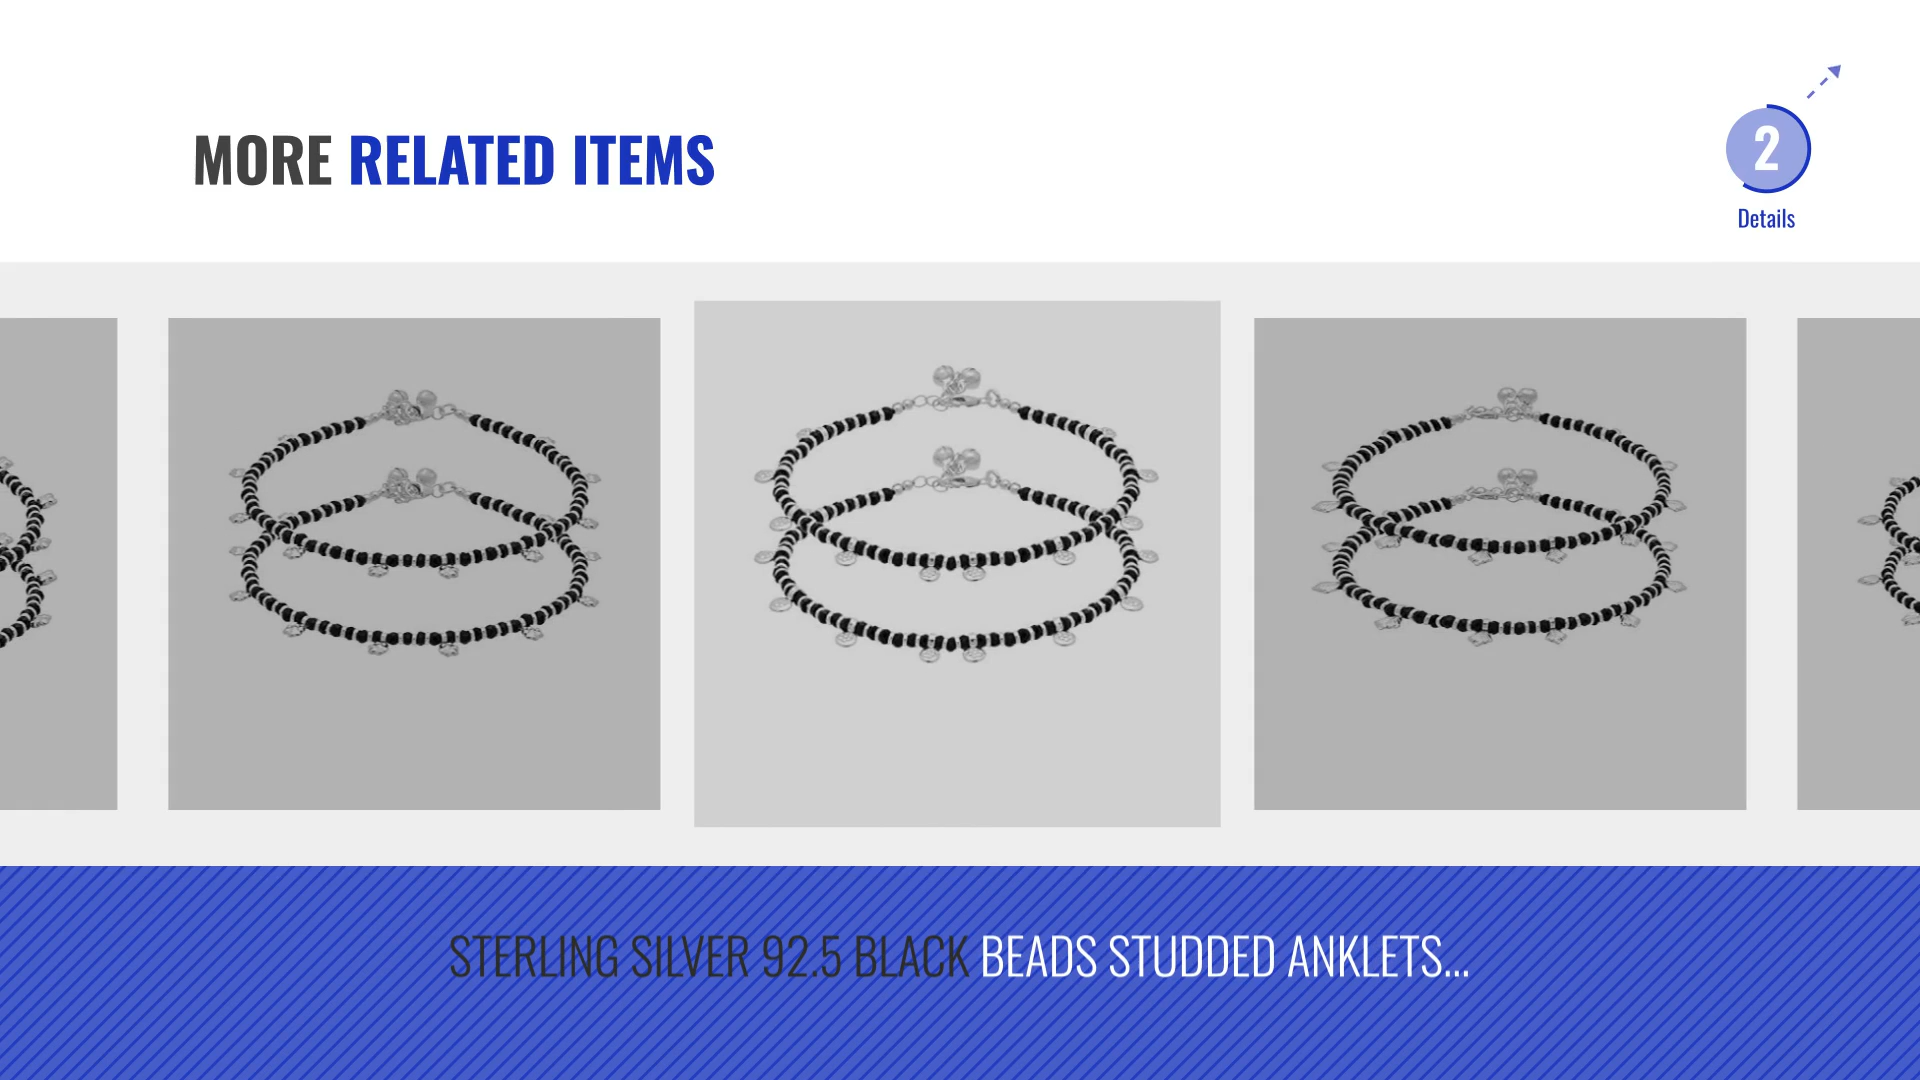 MORE RELATED ITEMS
2
Details
STERLING SILVER 92.5 BLACK BEADS STUDDED ANKLETS...